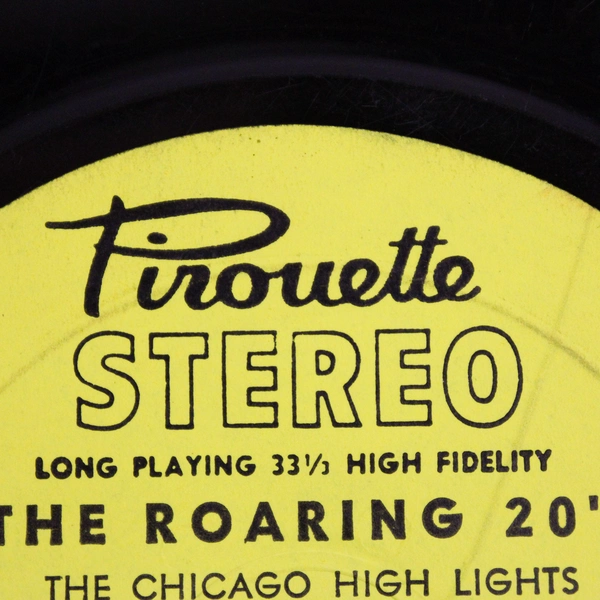 Pirouette
STEREO
LONG PLAYING 33⅓ HIGH FIDELITY
THE ROARING 20'
THE CHICAGO HIGH LIGHTS